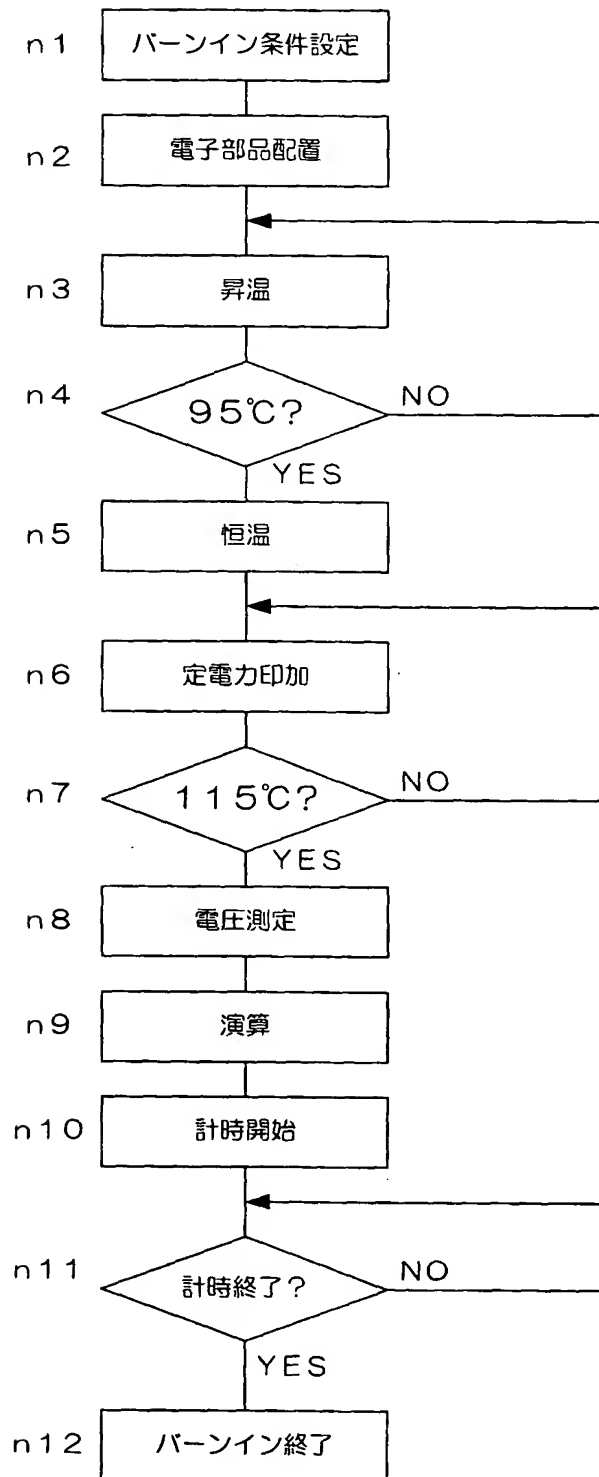 n1 バーンイン条件設定
n2 電子部品配置
n3 昇温
n4 95℃? NO
YES
n5 恒温
n6 定電力印加
n7 115℃? NO
YES
n8 電圧測定
n9 演算
n10 計時開始
n11 計時終了? NO
YES
n12 バーンイン終了